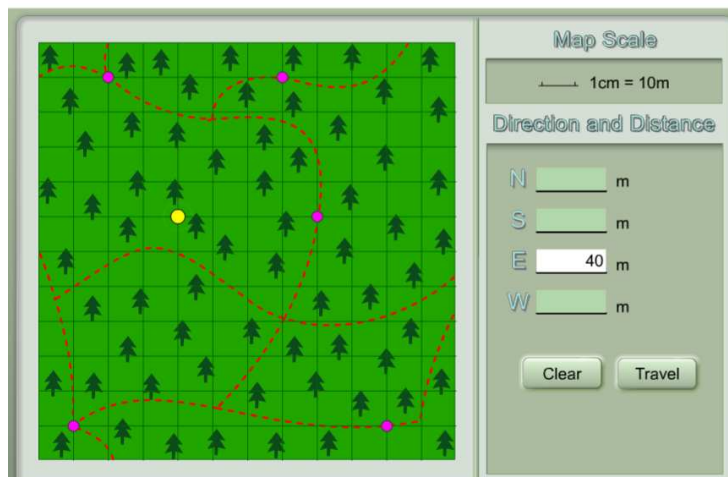 Map Scale
1cm = 10m
Direction and Distance
N m
S m
E 40 m
W m
Clear Travel